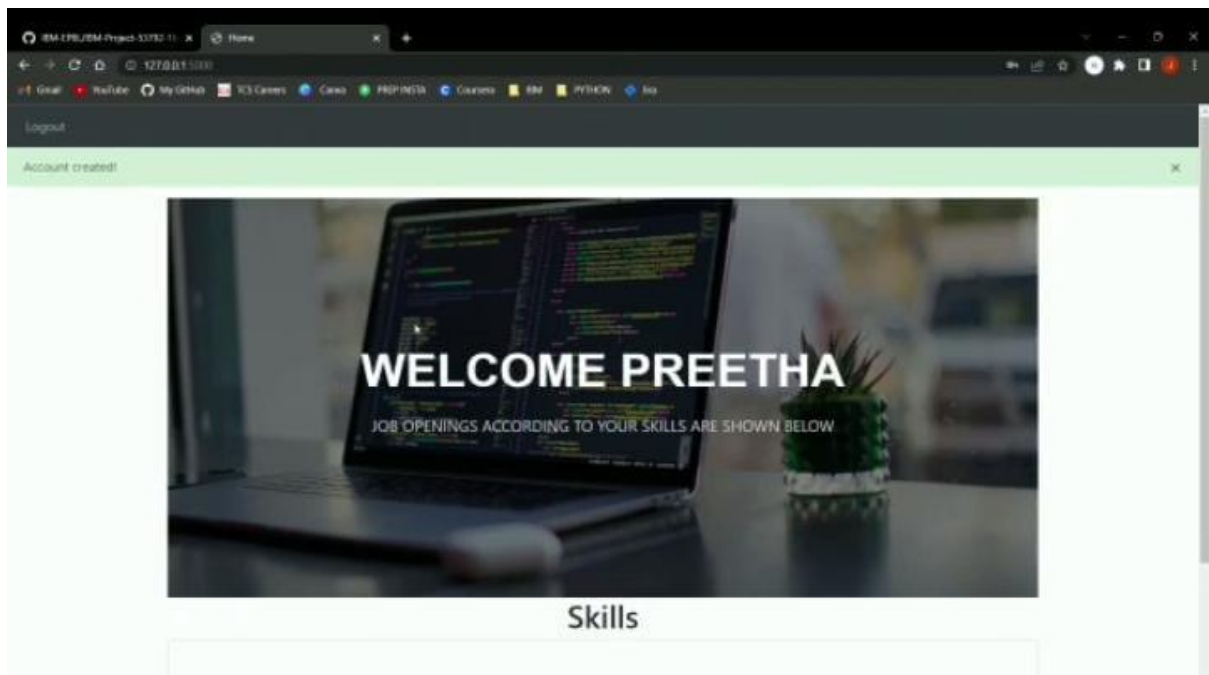 Home
127.0.0.1:5000
Gmail YouTube My GitHub TCS Careers Canva PREP INSTA Coursera IBM PYTHON
Logout
Account created!
WELCOME PREETHA
JOB OPENINGS ACCORDING TO YOUR SKILLS ARE SHOWN BELOW
Skills